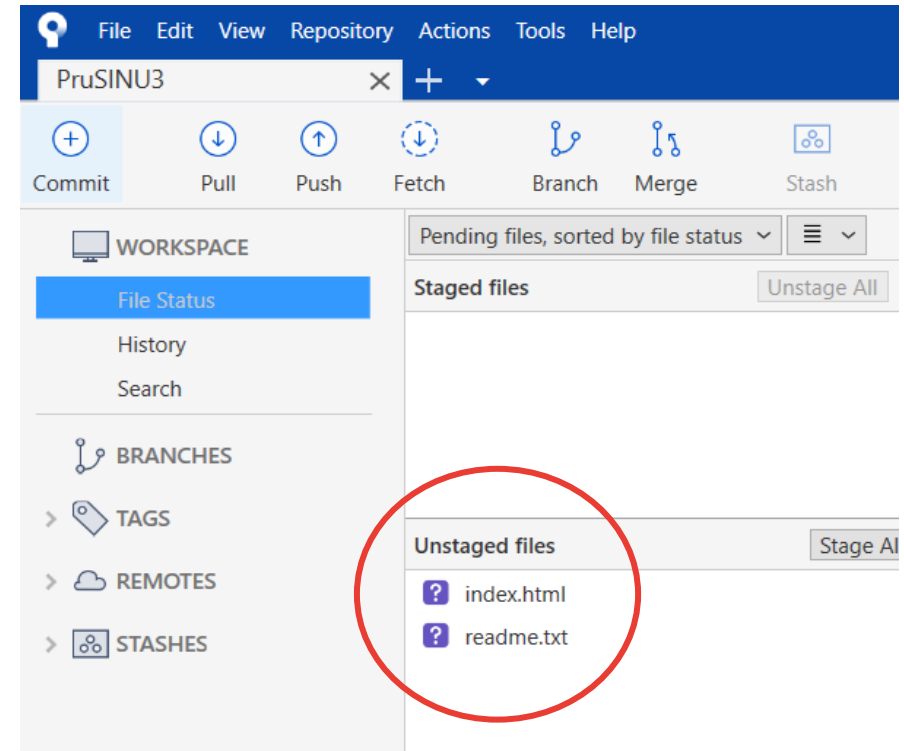 File Edit View Repository Actions Tools Help
PruSINU3
Commit Pull Push Fetch Branch Merge Stash
WORKSPACE
File Status
History
Search
BRANCHES
TAGS
REMOTES
STASHES
Pending files, sorted by file status
Staged files Unstage All
Unstaged files Stage Al
index.html
readme.txt